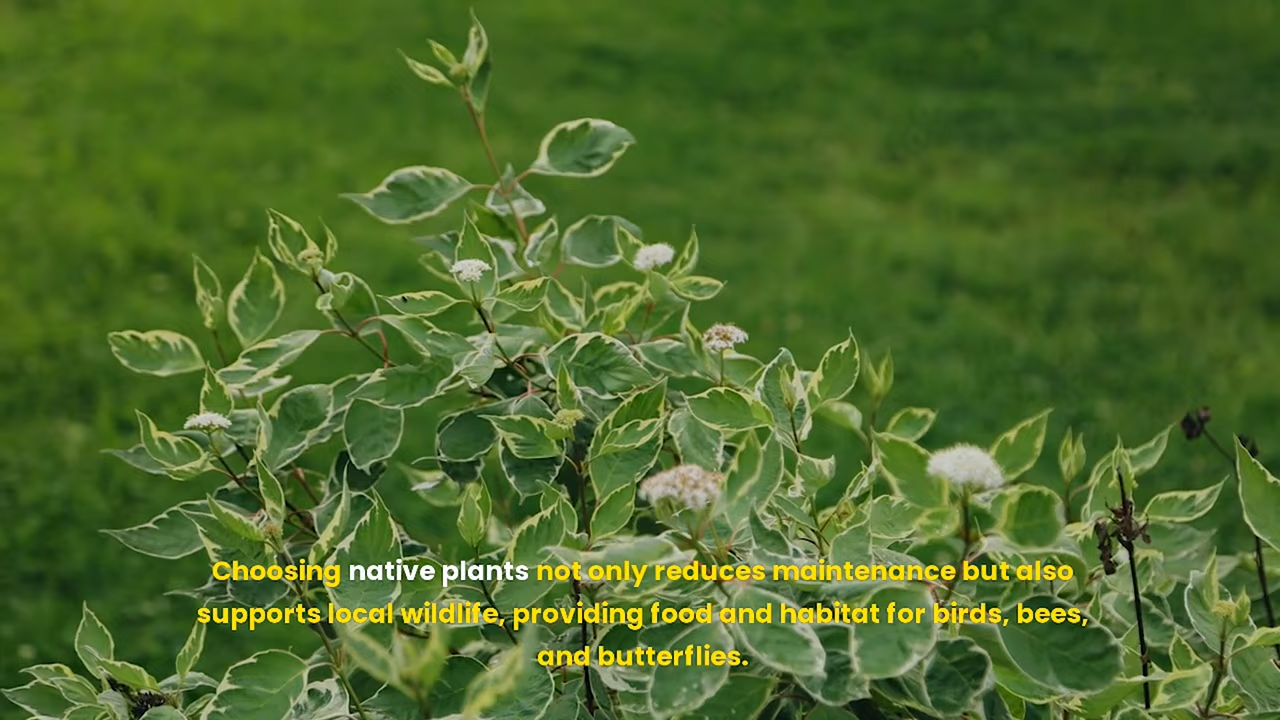 Choosing native plants not only reduces maintenance but also
supports local wildlife, providing food and habitat for birds, bees,
and butterflies.